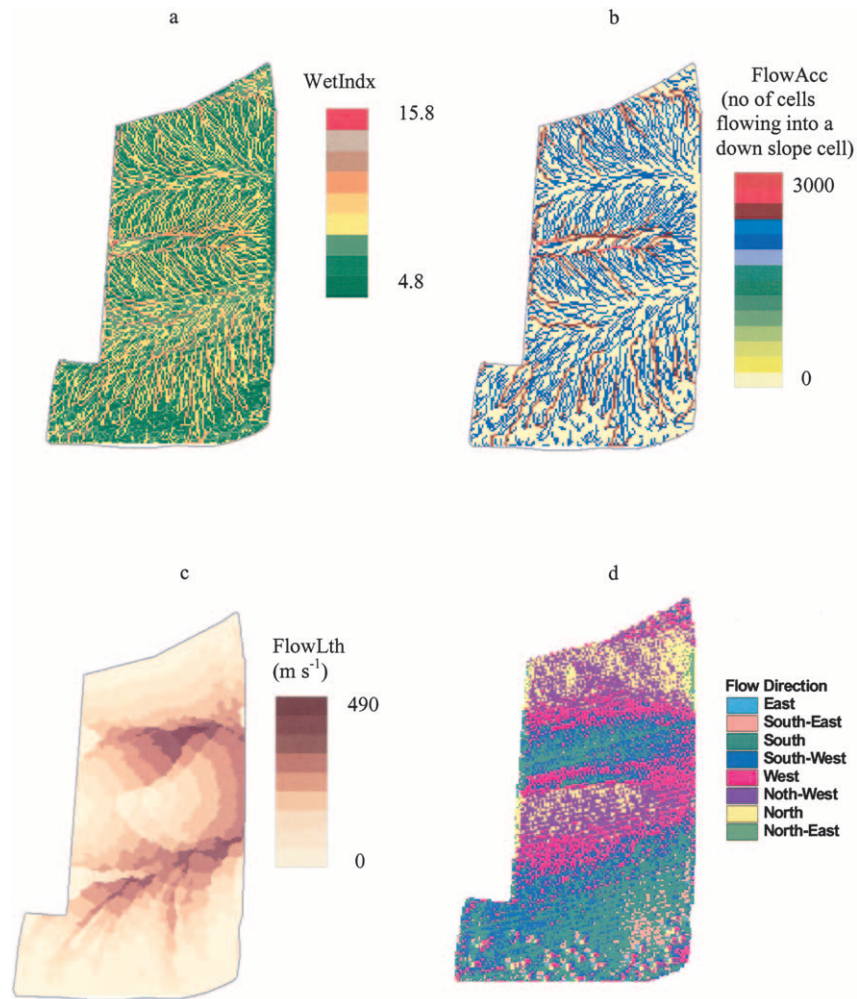 a
b
WetIndx
15.8
4.8
FlowAcc
(no of cells
flowing into a
down slope cell)
3000
0
c
d
FlowLth
(m s-1)
490
0
Flow Direction
East
South-East
South
South-West
West
Noth-West
North
North-East